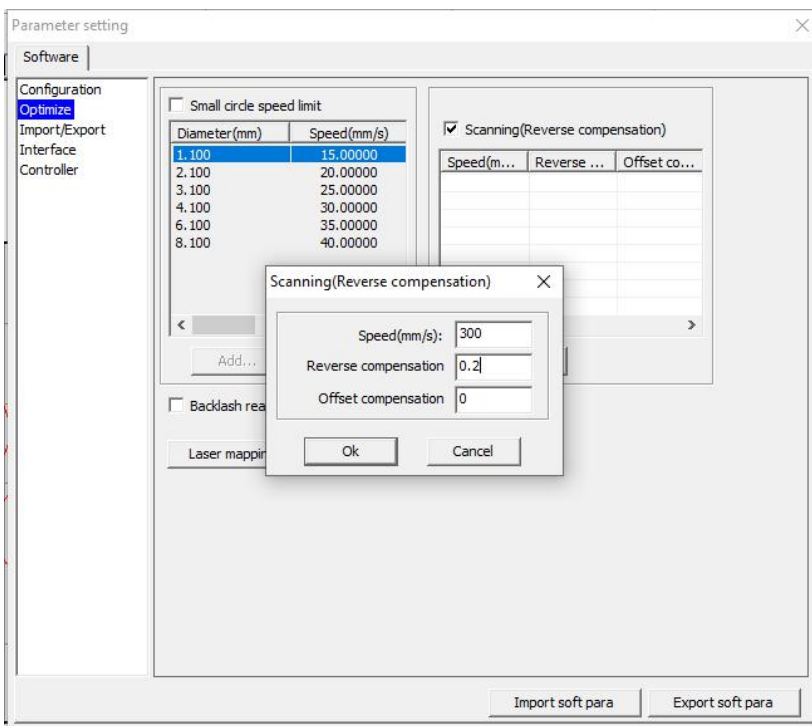 Parameter setting
Software
Configuration
Optimize
Import/Export
Interface
Controller
Small circle speed limit
Diameter(mm) Speed(mm/s)
1.100 15.00000
2.100 20.00000
3.100 25.00000
4.100 30.00000
6.100 35.00000
8.100 40.00000
Add...
Scanning(Reverse compensation)
Speed(m... Reverse ... Offset co...
Backlash rea
Laser mappin
Scanning(Reverse compensation)
Speed(mm/s): 300
Reverse compensation 0.2
Offset compensation 0
Ok Cancel
Import soft para Export soft para